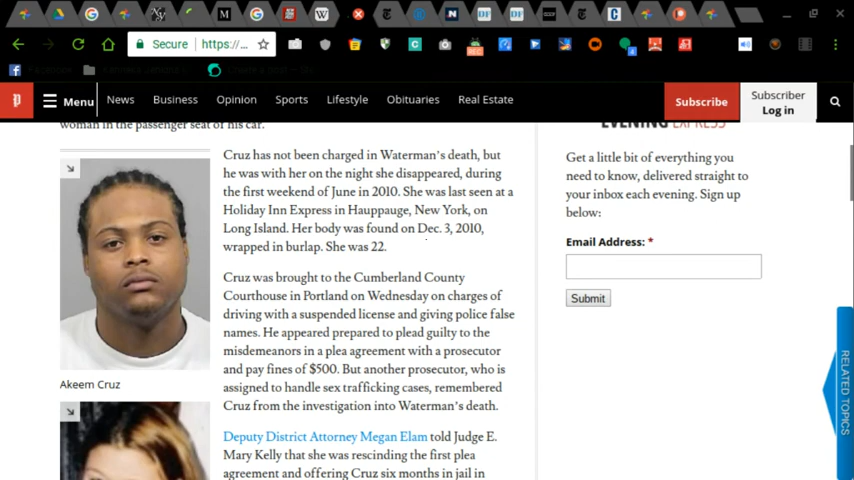 Secure
https://...
Menu
News
Business
Opinion
Sports
Lifestyle
Obituaries
Real Estate
Subscribe
Subscriber
Log in
woman in the passenger seat of his car.
Akeem Cruz
Cruz has not been charged in Waterman's death, but
he was with her on the night she disappeared, during
the first weekend of June in 2010. She was last seen at a
Holiday Inn Express in Hauppauge, New York, on
Long Island. Her body was found on Dec. 3, 2010,
wrapped in burlap. She was 22.
Cruz was brought to the Cumberland County
Courthouse in Portland on Wednesday on charges of
driving with a suspended license and giving police false
names. He appeared prepared to plead guilty to the
misdemeanors in a plea agreement with a prosecutor
and pay fines of $500. But another prosecutor, who is
assigned to handle sex trafficking cases, remembered
Cruz from the investigation into Waterman's death.
Deputy District Attorney Megan Elam told Judge E.
Mary Kelly that she was rescinding the first plea
agreement and offering Cruz six months in jail in
EVENING EXPRESS
Get a little bit of everything you
need to know, delivered straight to
your inbox each evening. Sign up
below:
Email Address: *
Submit
RELATED TOPICS